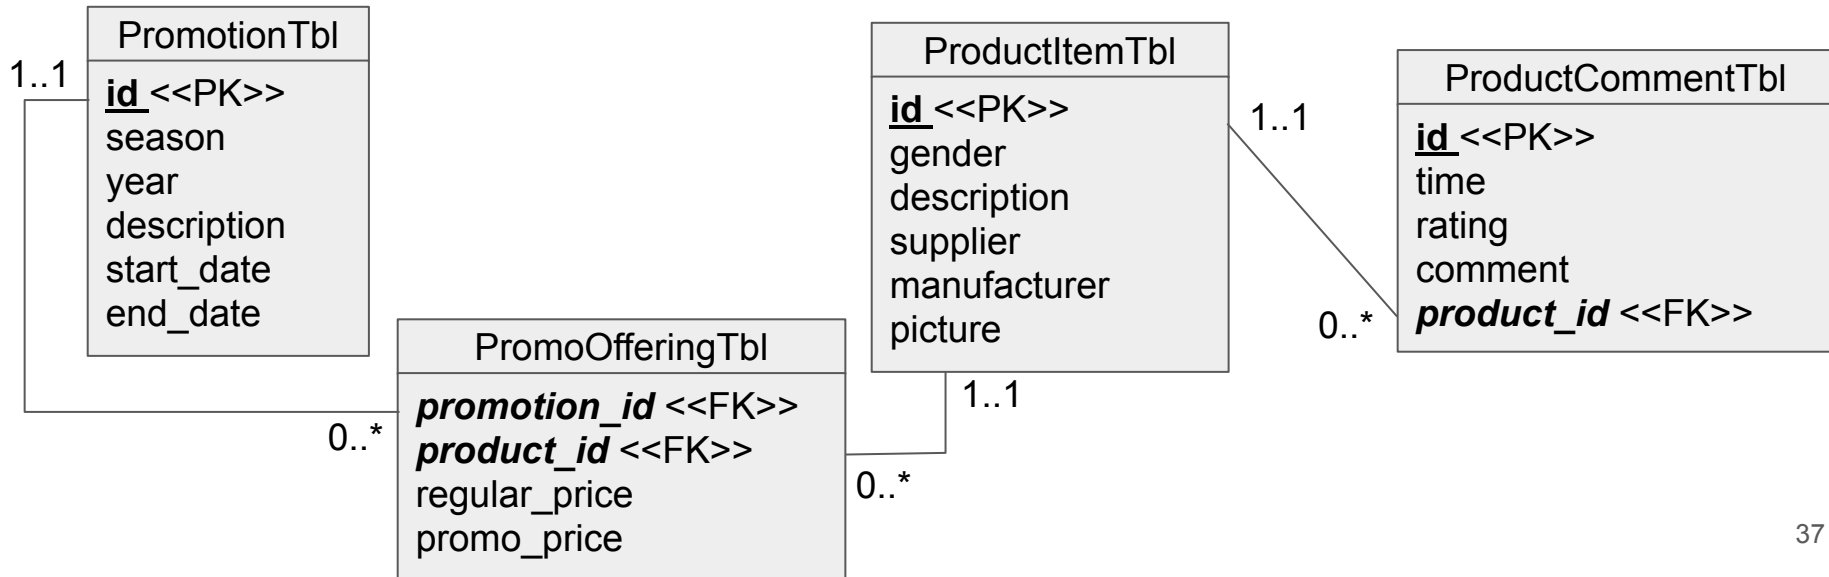 PromotionTbl
1..1
id <<PK>>
season
year
description
start_date
end_date
0..*
PromoOfferingTbl
promotion_id <<FK>>
product_id <<FK>>
regular_price
promo_price
0..*
1..1
ProductItemTbl
id <<PK>>
gender
description
supplier
manufacturer
picture
1..1
0..*
ProductCommentTbl
id <<PK>>
time
rating
comment
product_id <<FK>>
37